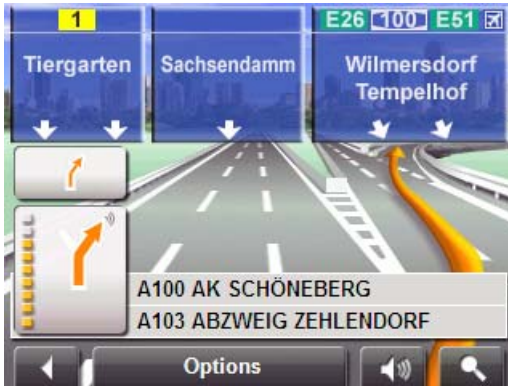 1
Tiergarten
Sachsendamm
E26 100 E51
Wilmersdorf
Tempelhof
A100 AK SCHÖNEBERG
A103 ABZWEIG ZEHLENDORF
Options